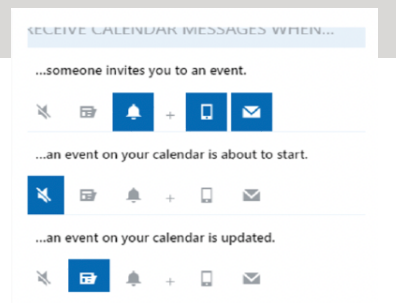 RECEIVE CALENDAR MESSAGES WHEN...
...someone invites you to an event.
+
...an event on your calendar is about to start.
+
...an event on your calendar is updated.
+